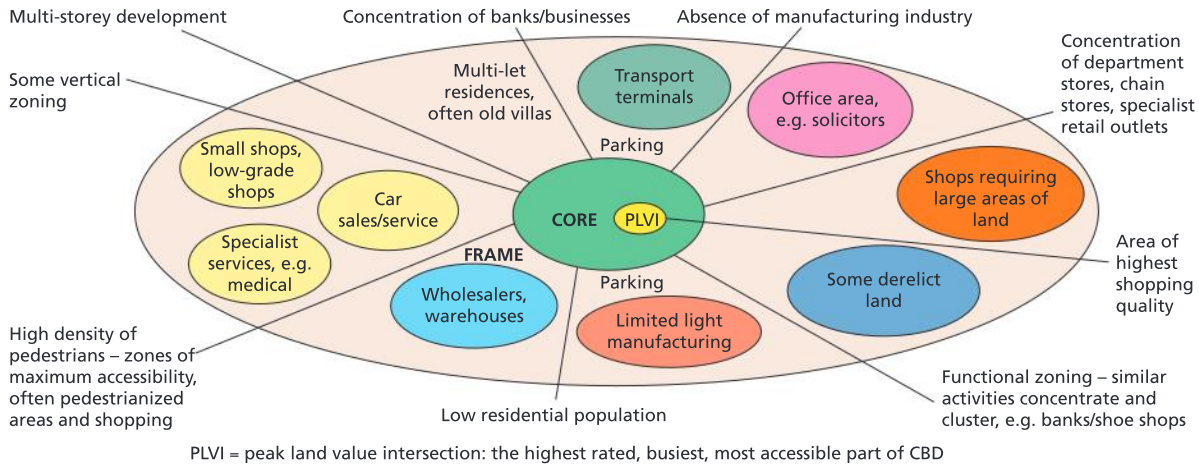 Multi-storey development
Concentration of banks/businesses
Absence of manufacturing industry
Concentration
of department
stores, chain
stores, specialist
retail outlets
Some vertical
zoning
Multi-let
residences,
often old villas
Transport
terminals
Office area,
e.g. solicitors
Parking
Small shops,
low-grade
shops
Car
sales/service
Shops requiring
large areas of
land
CORE
PLVI
Specialist
services, e.g.
medical
FRAME
Area of
highest
shopping
quality
Wholesalers,
warehouses
Parking
Some derelict
land
Limited light
manufacturing
High density of
pedestrians – zones of
maximum accessibility,
often pedestrianized
areas and shopping
Low residential population
Functional zoning – similar
activities concentrate and
cluster, e.g. banks/shoe shops
PLVI = peak land value intersection: the highest rated, busiest, most accessible part of CBD